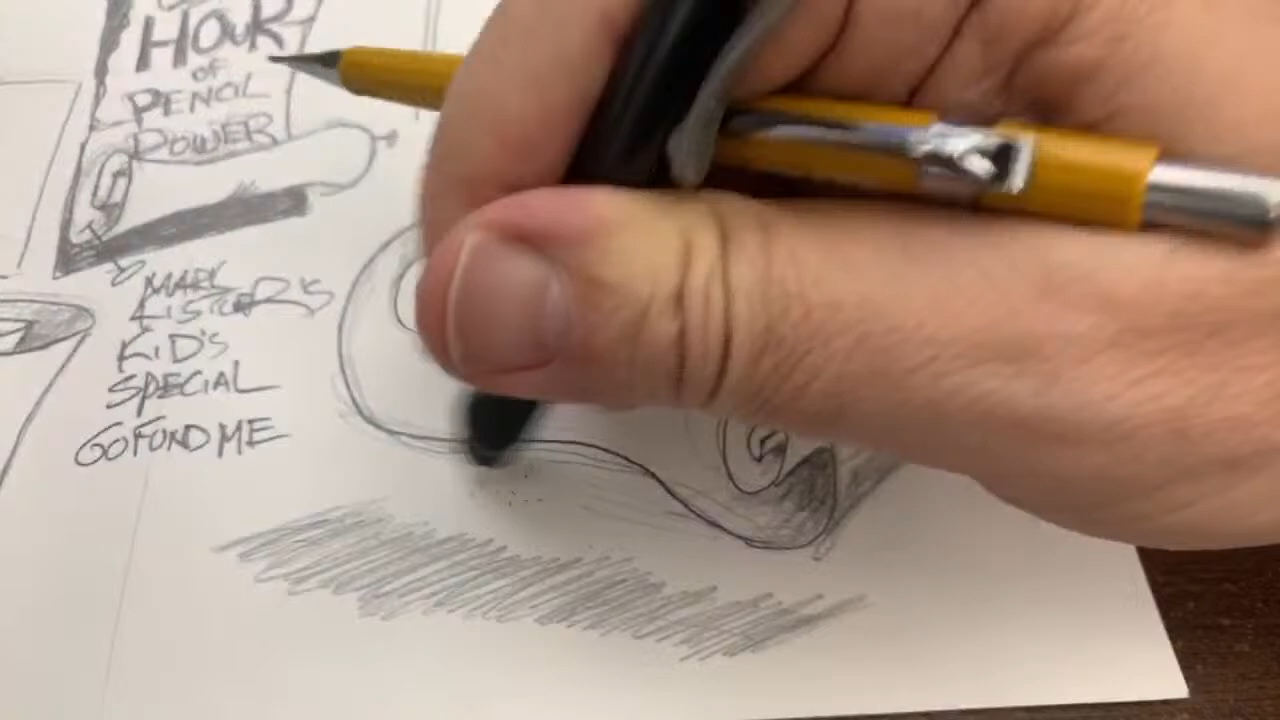 HOUR
OF
PENCIL
POWER
MARK
LISTER'S
KID'S
SPECIAL
GOFUNDME